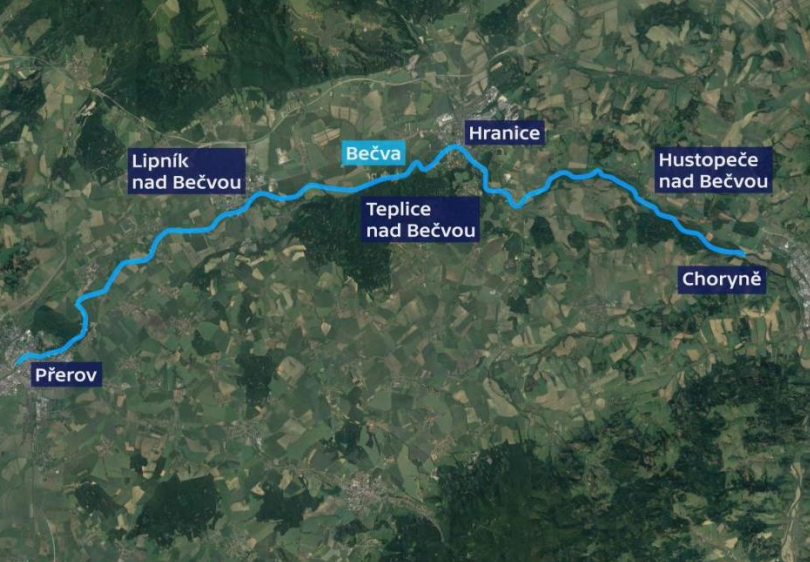 Hranice
Bečva
Lipník
nad Bečvou
Hustopeče
nad Bečvou
Teplice
nad Bečvou
Choryně
Přerov